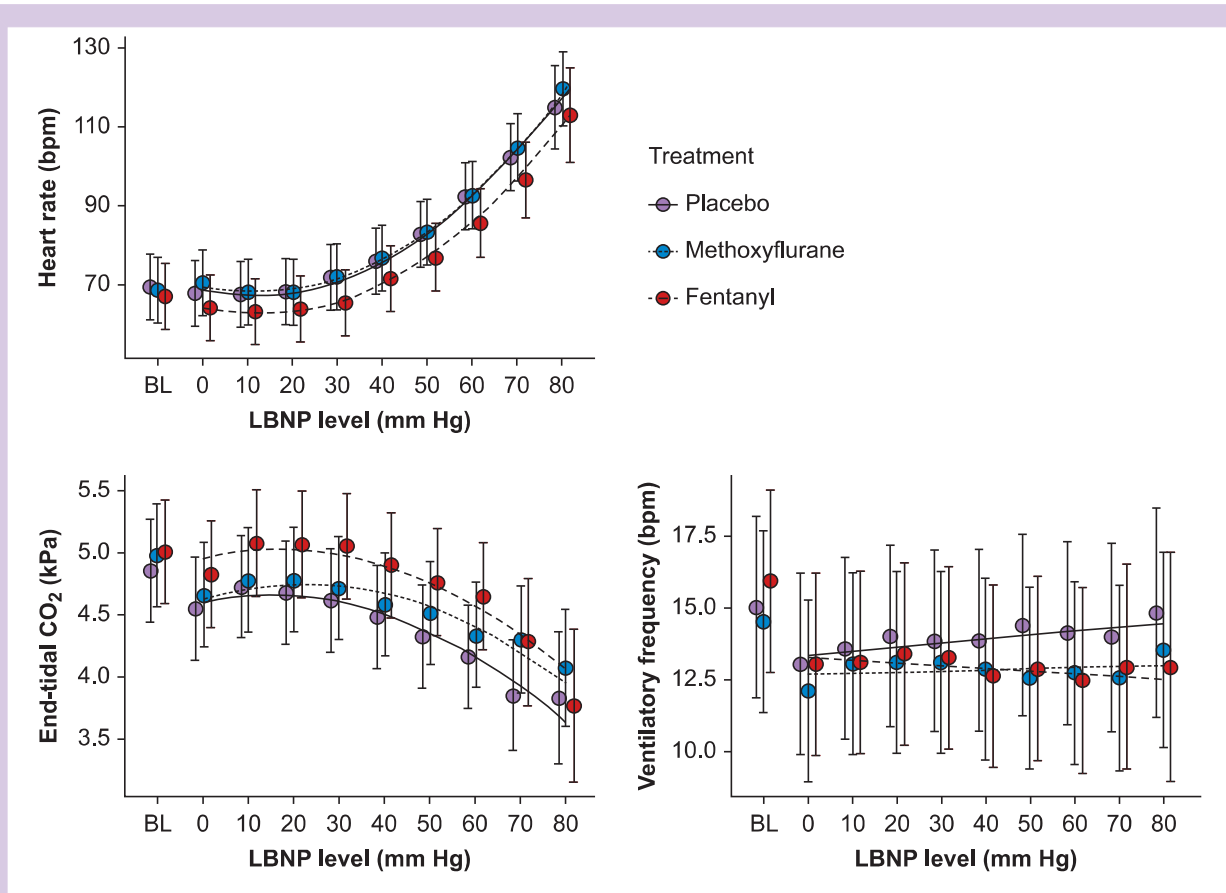 130
110
90
70
Heart rate (bpm)
BL 0 10 20 30 40 50 60 70 80
LBNP level (mm Hg)
Treatment
Placebo
Methoxyflurane
Fentanyl
5.5
5.0
4.5
4.0
3.5
End-tidal CO₂ (kPa)
BL 0 10 20 30 40 50 60 70 80
LBNP level (mm Hg)
17.5
15.0
12.5
10.0
Ventilatory frequency (bpm)
BL 0 10 20 30 40 50 60 70 80
LBNP level (mm Hg)